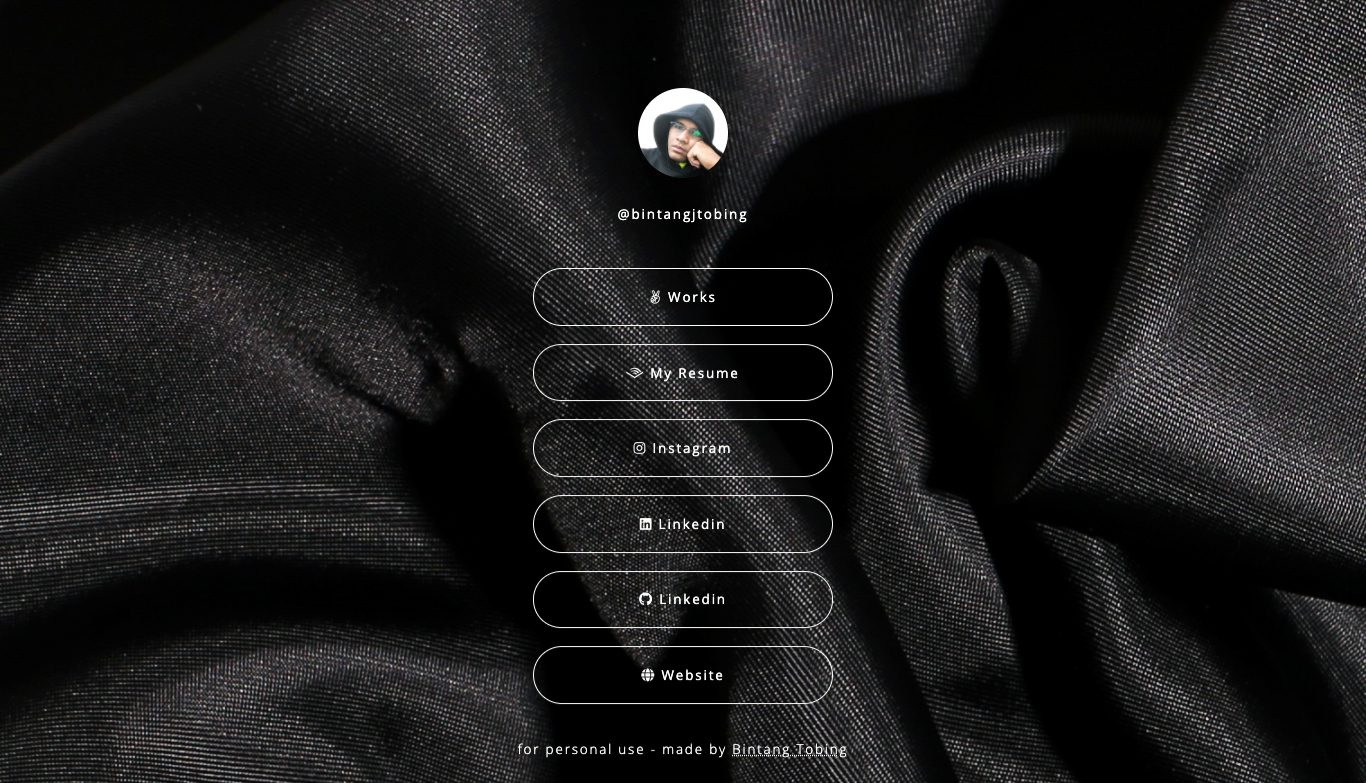 @bintangjtobing
Works
My Resume
Instagram
Linkedin
Linkedin
Website
for personal use - made by Bintang Tobing